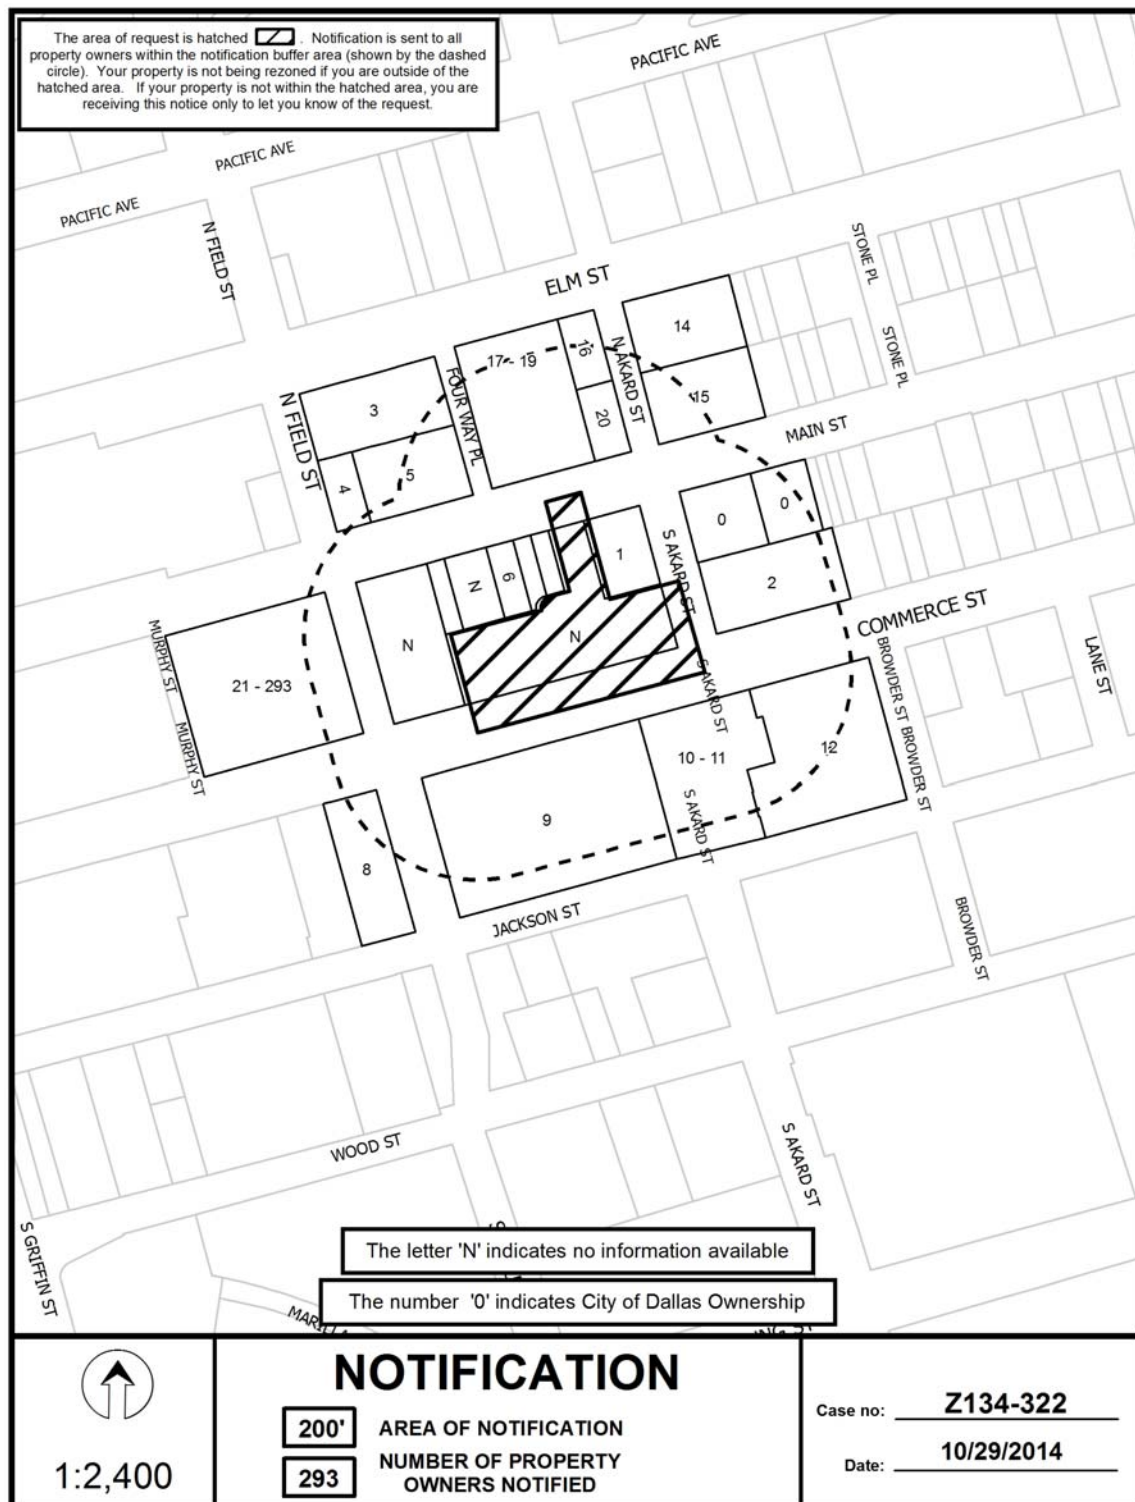 The area of request is hatched . Notification is sent to all
property owners within the notification buffer area (shown by the dashed
circle). Your property is not being rezoned if you are outside of the
hatched area. If your property is not within the hatched area, you are
receiving this notice only to let you know of the request.
PACIFIC AVE
PACIFIC AVE
PACIFIC AVE
N FIELD ST
STONE PL
ELM ST
14
N AKARD ST
16
17 - 19
STONE PL
FOUR WAY PL
3
15
N FIELD ST
20
MAIN ST
5
4
0
0
1
S AKARD ST
6
N
2
COMMERCE ST
N
N
MURPHY ST
LANE ST
BROWDER ST
21 - 293
S AKARD ST
MURPHY ST
10 - 11
12
BROWDER ST
S AKARD ST
9
8
JACKSON ST
BROWDER ST
WOOD ST
S AKARD ST
S GRIFFIN ST
The letter 'N' indicates no information available
The number '0' indicates City of Dallas Ownership
NOTIFICATION
200' AREA OF NOTIFICATION
293 NUMBER OF PROPERTY
OWNERS NOTIFIED
1:2,400
Case no: Z134-322
Date: 10/29/2014